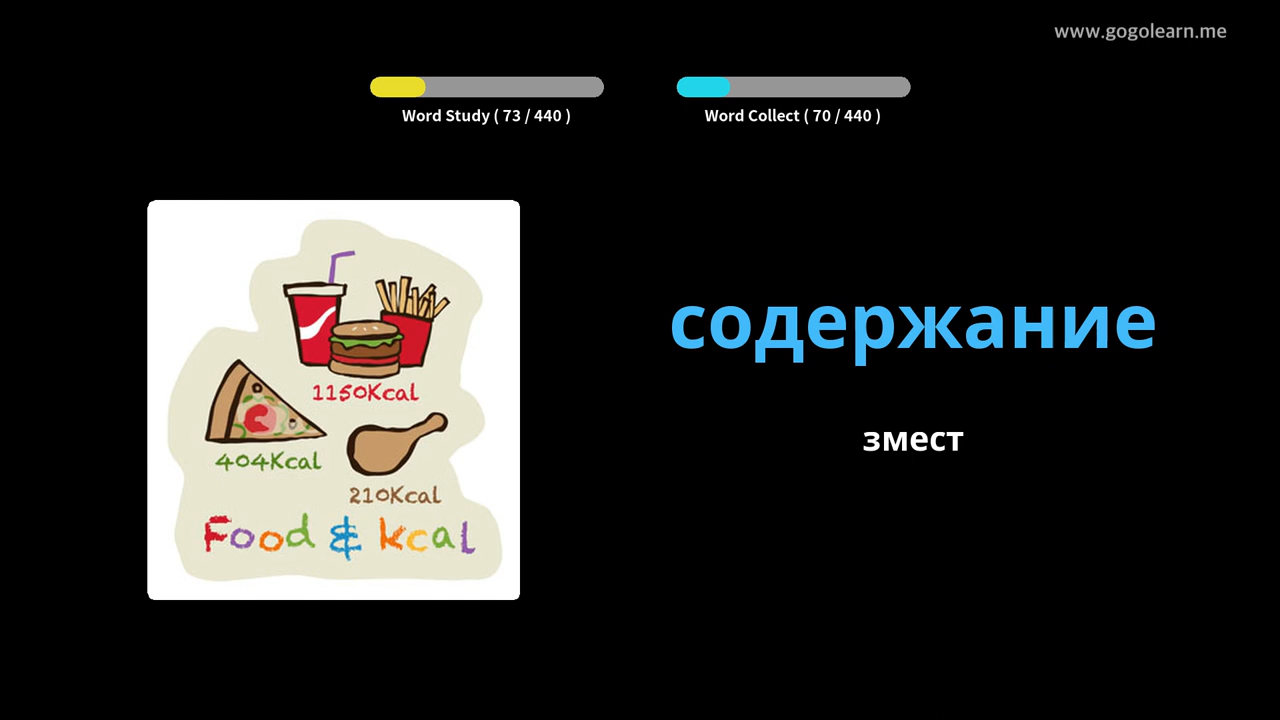 www.gogolearn.me
Word Study ( 73 / 440 )
Word Collect ( 70 / 440 )
содержание
змест
1150Kcal
404Kcal
210Kcal
Food & kcal